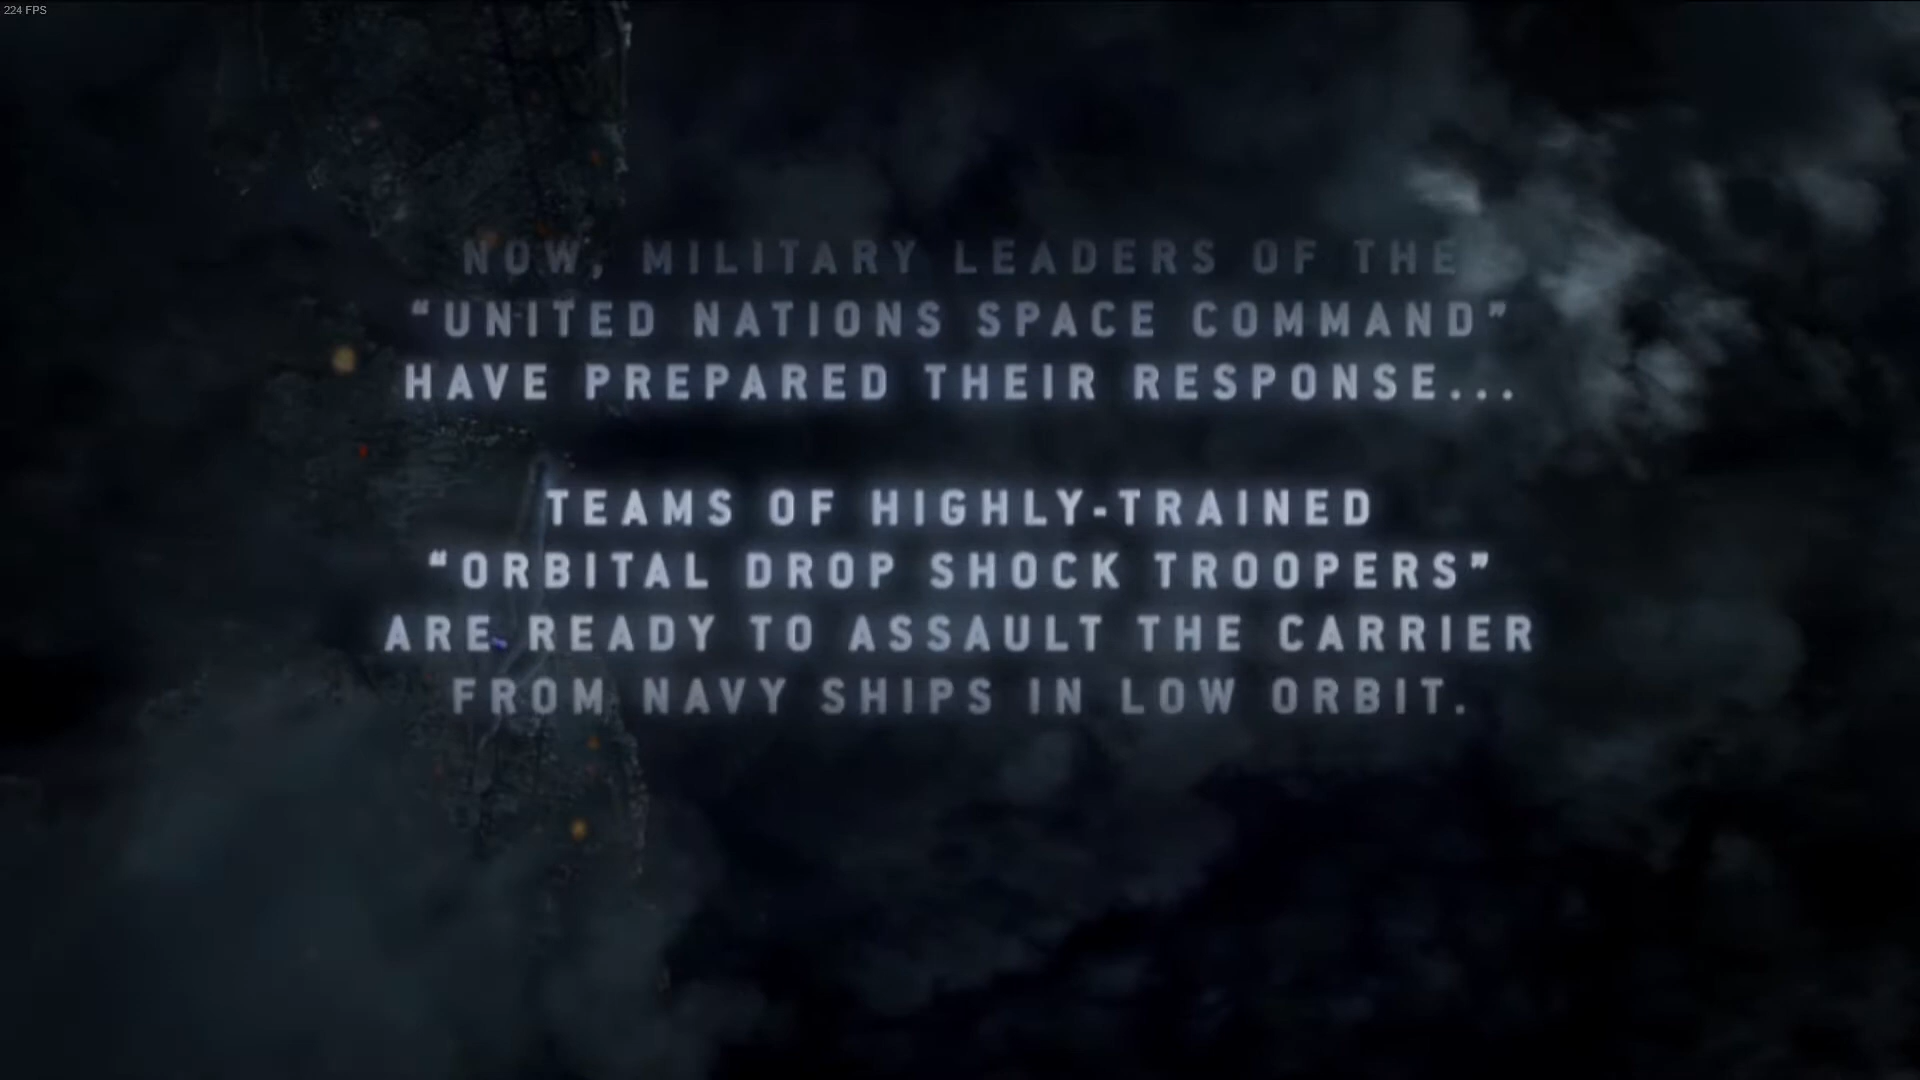 224 FPS
NOW, MILITARY LEADERS OF THE
“UNITED NATIONS SPACE COMMAND”
HAVE PREPARED THEIR RESPONSE...
TEAMS OF HIGHLY-TRAINED
“ORBITAL DROP SHOCK TROOPERS”
ARE READY TO ASSAULT THE CARRIER
FROM NAVY SHIPS IN LOW ORBIT.